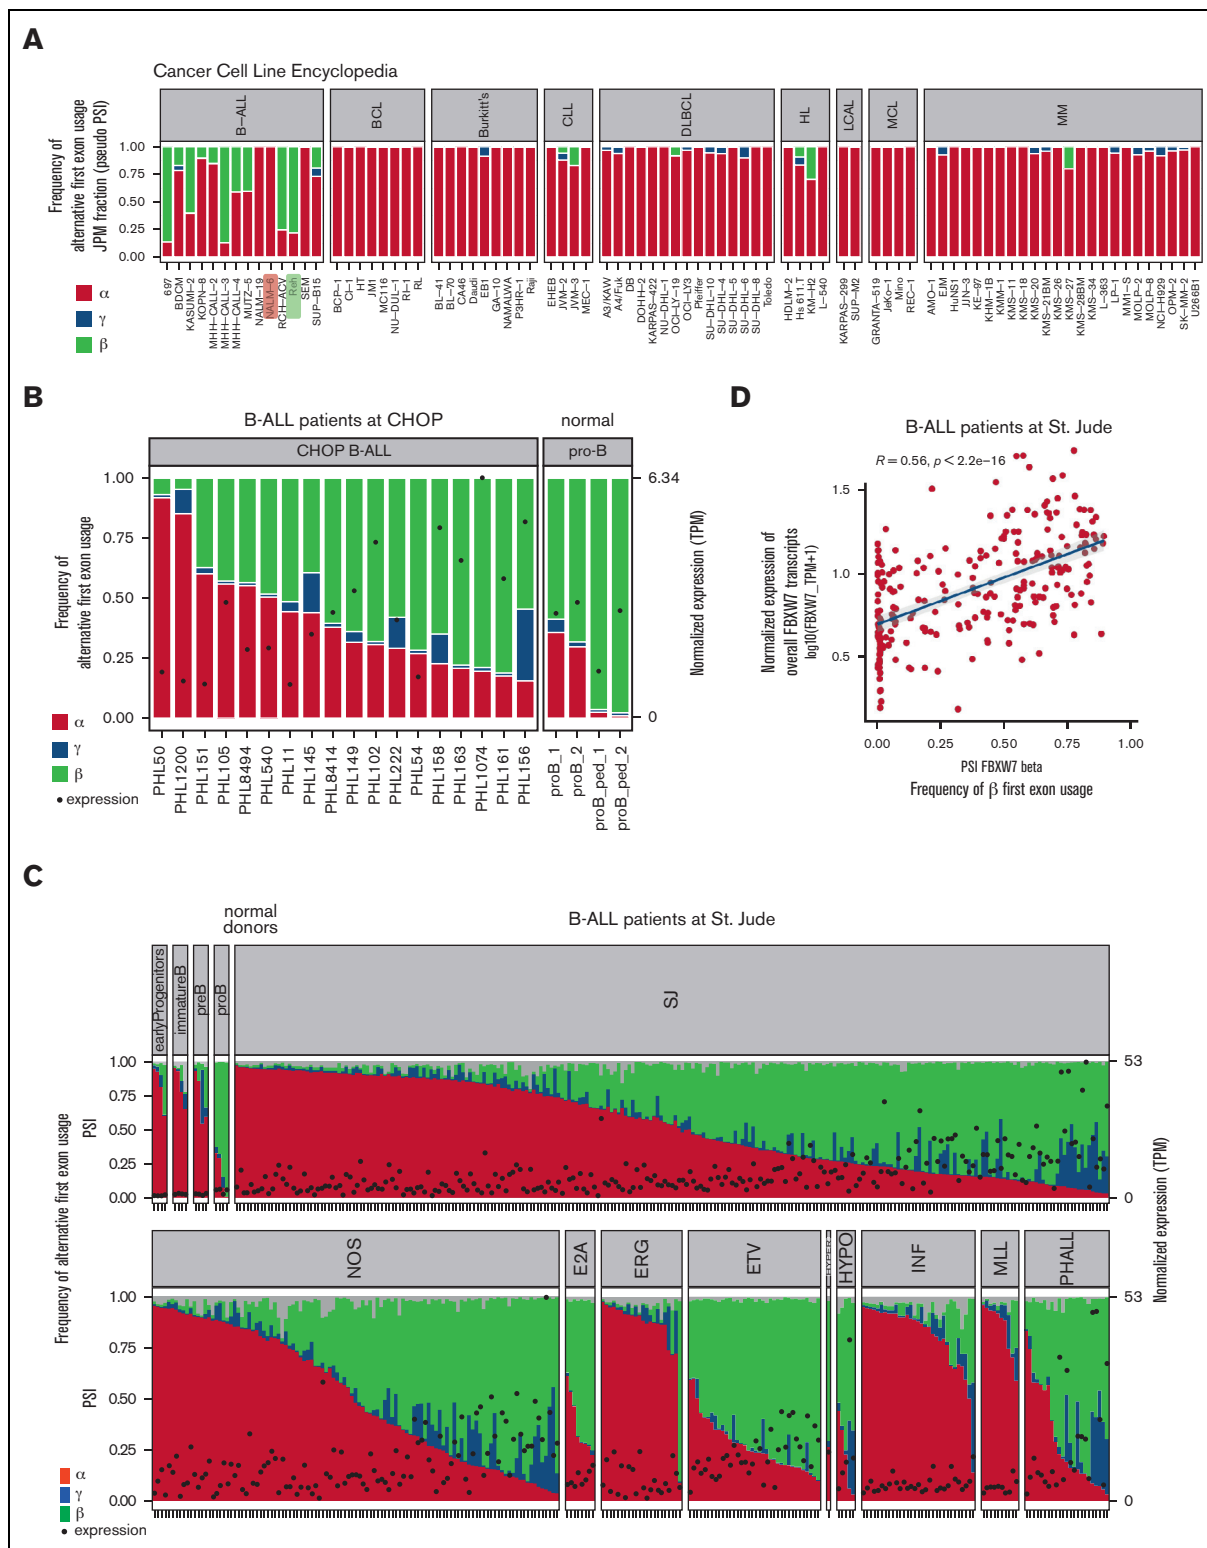 A
Cancer Cell Line Encyclopedia
B–ALL
BCL
Burkitt's
CLL
DLBCL
HL
LCAL
MCL
MM
Frequency of
alternative first exon usage
JPM fraction (pseudo PSI)
1.00
0.75
0.50
0.25
0.00
697
BDCM
KASUMI–2
KOPN–8
MHH–CALL–2
MHH–CALL–3
MHH–CALL–4
MUTZ–5
NALM–19
NALM–6
RCH–ACV
Reh
SEM
SUP–B15
BCP–1
CI–1
HT
JM1
MC116
NU–DUL–1
RI–1
RL
BL–41
BL–70
CA46
Daudi
EB1
GA–10
NAMALWA
P3HR–1
Raji
EHEB
JVM–2
JVM–3
MEC–1
A3/KAW
A4/Fuk
DB
DOHH–2
KARPAS–422
NU–DHL–1
OCI–LY–19
OCI–LY3
Pfeiffer
SU–DHL–10
SU–DHL–4
SU–DHL–5
SU–DHL–6
SU–DHL–8
Toledo
HDLM–2
Hs 611.T
KM–H2
L–540
KARPAS–299
SUP–M2
GRANTA–519
JeKo–1
Mino
REC–1
AMO–1
EJM
HuNS1
JJN–3
KE–97
KHM–1B
KMM–1
KMS–11
KMS–18
KMS–20
KMS–21BM
KMS–26
KMS–27
KMS–28BM
KMS–34
L–363
LP–1
MM1–S
MOLP–2
MOLP–8
NCI–H929
OPM–2
SK–MM–2
U266B1
α
γ
β
B
B-ALL patients at CHOP
normal
CHOP B-ALL
pro-B
Frequency of
alternative first exon usage
1.00
0.75
0.50
0.25
0.00
6.34
0
Normalized expression (TPM)
PHL50
PHL1200
PHL151
PHL105
PHL8494
PHL540
PHL11
PHL145
PHL8414
PHL149
PHL102
PHL222
PHL54
PHL158
PHL163
PHL1074
PHL161
PHL156
proB_1
proB_2
proB_ped_1
proB_ped_2
α
γ
β
expression
D
B-ALL patients at St. Jude
R = 0.56, p < 2.2e–16
Normalized expression of
overall FBXW7 transcripts
log10(FBXW7_TPM+1)
1.5
1.0
0.5
0.00
0.25
0.50
0.75
1.00
PSI FBXW7 beta
Frequency of β first exon usage
C
normal
donors
B-ALL patients at St. Jude
earlyProgenitors
immatureB
preB
proB
SJ
Frequency of alternative first exon usage
PSI
1.00
0.75
0.50
0.25
0.00
53
0
Normalized expression (TPM)
NOS
E2A
ERG
ETV
HYPO
INF
MLL
PHALL
PSI
1.00
0.75
0.50
0.25
0.00
53
0
α
γ
β
expression